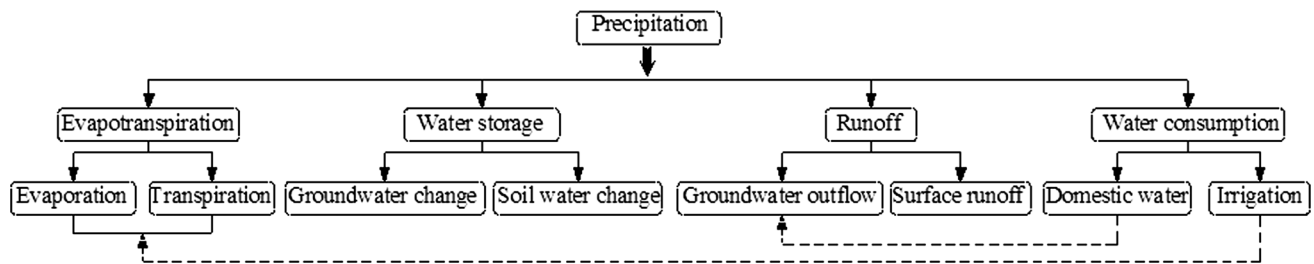 Precipitation
Evapotranspiration
Water storage
Runoff
Water consumption
Evaporation
Transpiration
Groundwater change
Soil water change
Groundwater outflow
Surface runoff
Domestic water
Irrigation